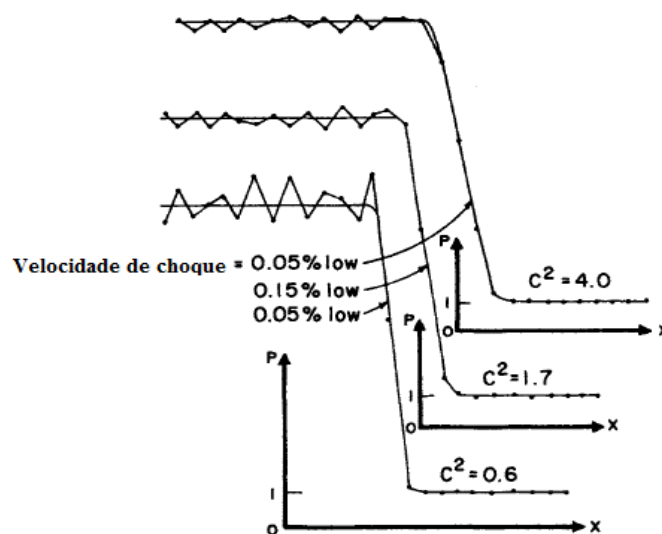 Velocidade de choque = 0.05% low
0.15% low
0.05% low
P
1
0
X
C² = 4.0
P
1
0
X
C² = 1.7
P
1
0
X
C² = 0.6